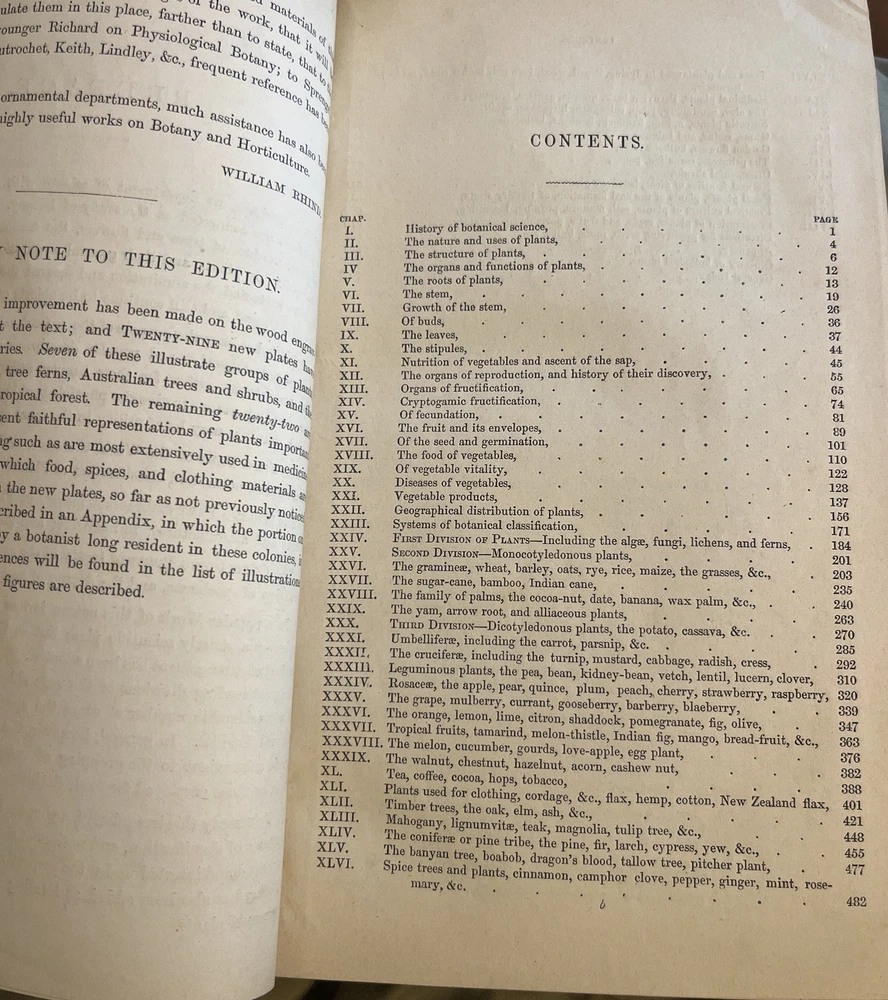 materials of
of the work, that it will
ulate them in this place, farther than to state, that to
ounger Richard on Physiological Botany; to
utrochet, Keith, Lindley, &c., frequent reference has
ornamental departments, much assistance has also
highly useful works on Botany and Horticulture.
WILLIAM RHIND.
NOTE TO THIS EDITION.
improvement has been made on the wood
t the text; and TWENTY-NINE new plates
ries. Seven of these illustrate groups of
tree ferns, Australian trees and shrubs, and
ropical forest. The remaining twenty-two
ent faithful representations of plants
g such as are most extensively used in
which food, spices, and clothing materials
the new plates, so far as not previously
cribed in an Appendix, in which the portion
y a botanist long resident in these colonies,
ences will be found in the list of
figures are described.
CONTENTS.
CHAP. PAGE
I. History of botanical science, 1
II. The nature and uses of plants, 4
III. The structure of plants, 6
IV The organs and functions of plants, 12
V. The roots of plants, 13
VI. The stem, 19
VII. Growth of the stem, 26
VIII. Of buds, 36
IX. The leaves, 37
X. The stipules, 44
XI. Nutrition of vegetables and ascent of the sap, 45
XII. The organs of reproduction, and history of their discovery, 55
XIII. Organs of fructification, 65
XIV. Cryptogamic fructification, 74
XV. Of fecundation, 81
XVI. The fruit and its envelopes, 89
XVII. Of the seed and germination, 101
XVIII. The food of vegetables, 110
XIX. Of vegetable vitality, 122
XX. Diseases of vegetables, 128
XXI. Vegetable products, 137
XXII. Geographical distribution of plants, 156
XXIII. Systems of botanical classification, 171
XXIV. FIRST DIVISION OF PLANTS—Including the algæ, fungi, lichens, and ferns, 184
XXV. SECOND DIVISION—Monocotyledonous plants, 201
XXVI. The gramineæ, wheat, barley, oats, rye, rice, maize, the grasses, &c., 203
XXVII. The sugar-cane, bamboo, Indian cane, 235
XXVIII. The family of palms, the cocoa-nut, date, banana, wax palm, &c., 240
XXIX. The yam, arrow root, and alliaceous plants, 263
XXX. THIRD DIVISION—Dicotyledonous plants, the potato, cassava, &c. 270
XXXI. Umbelliferæ, including the carrot, parsnip, &c. 285
XXXII. The cruciferæ, including the turnip, mustard, cabbage, radish, cress, 292
XXXIII. Leguminous plants, the pea, bean, kidney-bean, vetch, lentil, lucern, clover, 310
XXXIV. Rosaceæ, the apple, pear, quince, plum, peach, cherry, strawberry, raspberry, 320
XXXV. The grape, mulberry, currant, gooseberry, barberry, blaeberry, 339
XXXVI. The orange, lemon, lime, citron, shaddock, pomegranate, fig, olive, 347
XXXVII. Tropical fruits, tamarind, melon-thistle, Indian fig, mango, bread-fruit, &c., 363
XXXVIII. The melon, cucumber, gourds, love-apple, egg plant, 376
XXXIX. The walnut, chestnut, hazelnut, acorn, cashew nut, 382
XL. Tea, coffee, cocoa, hops, tobacco, 388
XLI. Plants used for clothing, cordage, &c., flax, hemp, cotton, New Zealand flax, 401
XLII. Timber trees, the oak, elm, ash, &c., 421
XLIII. Mahogany, lignumvitæ, teak, magnolia, tulip tree, &c., 448
XLIV. The coniferæ or pine tribe, the pine, fir, larch, cypress, yew, &c., 455
XLV. The banyan tree, boabob, dragon's blood, tallow tree, pitcher plant, 477
XLVI. Spice trees and plants, cinnamon, camphor clove, pepper, ginger, mint, rose-
mary, &c. 482
b